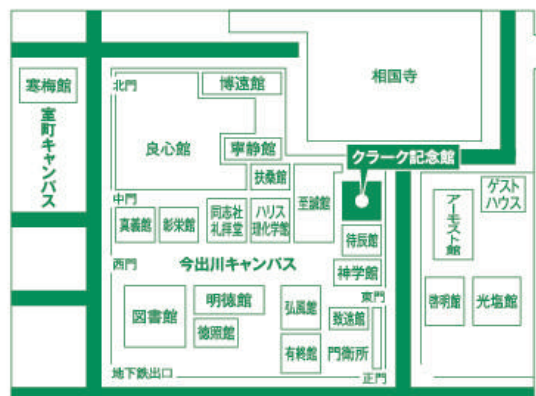 寒梅館
室町キャンパス
北門
博遠館
相国寺
良心館
寧静館
クラーク記念館
扶桑館
至誠館
ゲスト
ハウス
アーモスト館
中門
真義館
彰栄館
同志社
礼拝堂
ハリス
理化学館
待辰館
西門
今出川キャンパス
神学館
東門
図書館
明徳館
徳照館
弘風館
致遠館
啓明館
光塩館
有終館
門衛所
地下鉄出口
正門